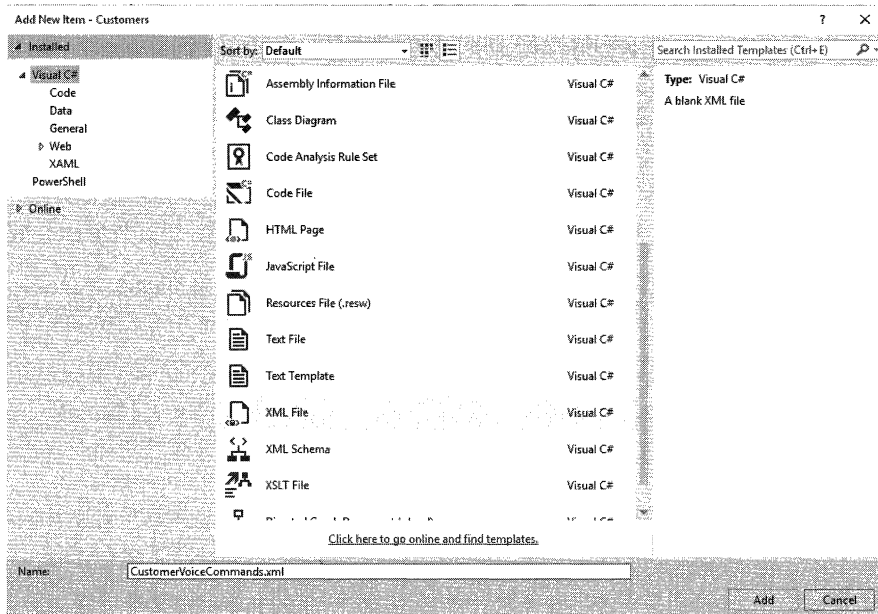 Add New Item - Customers
? ×
Installed
Sort by: Default
Search Installed Templates (Ctrl+E)
Visual C#
Code
Data
General
Web
XAML
PowerShell
Online
Assembly Information File Visual C#
Class Diagram Visual C#
Code Analysis Rule Set Visual C#
Code File Visual C#
HTML Page Visual C#
JavaScript File Visual C#
Resources File (.resw) Visual C#
Text File Visual C#
Text Template Visual C#
XML File Visual C#
XML Schema Visual C#
XSLT File Visual C#
Type: Visual C#
A blank XML file
Click here to go online and find templates.
Name: CustomerVoiceCommands.xml
Add Cancel